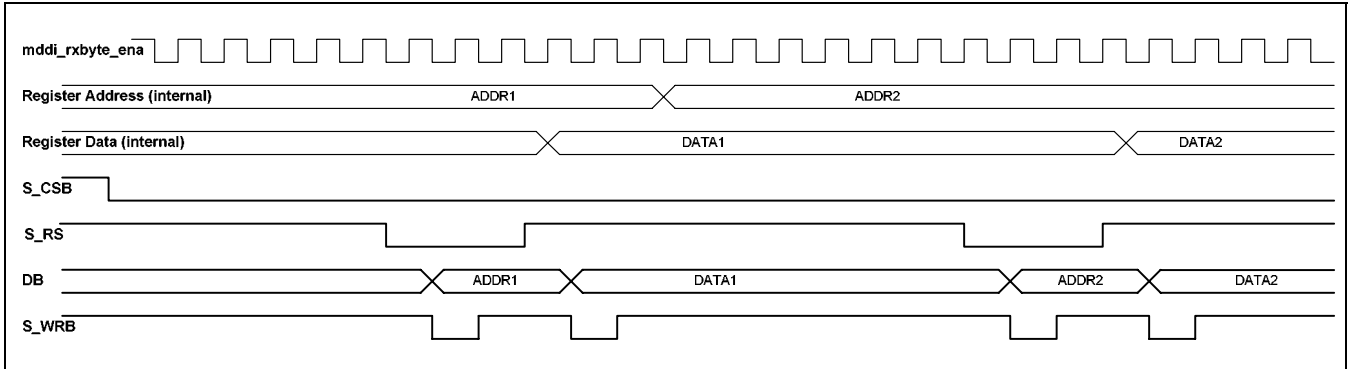 mddi_rxbyte_ena
Register Address (internal) ADDR1 ADDR2
Register Data (internal) DATA1 DATA2
S_CSB
S_RS
DB ADDR1 DATA1 ADDR2 DATA2
S_WRB